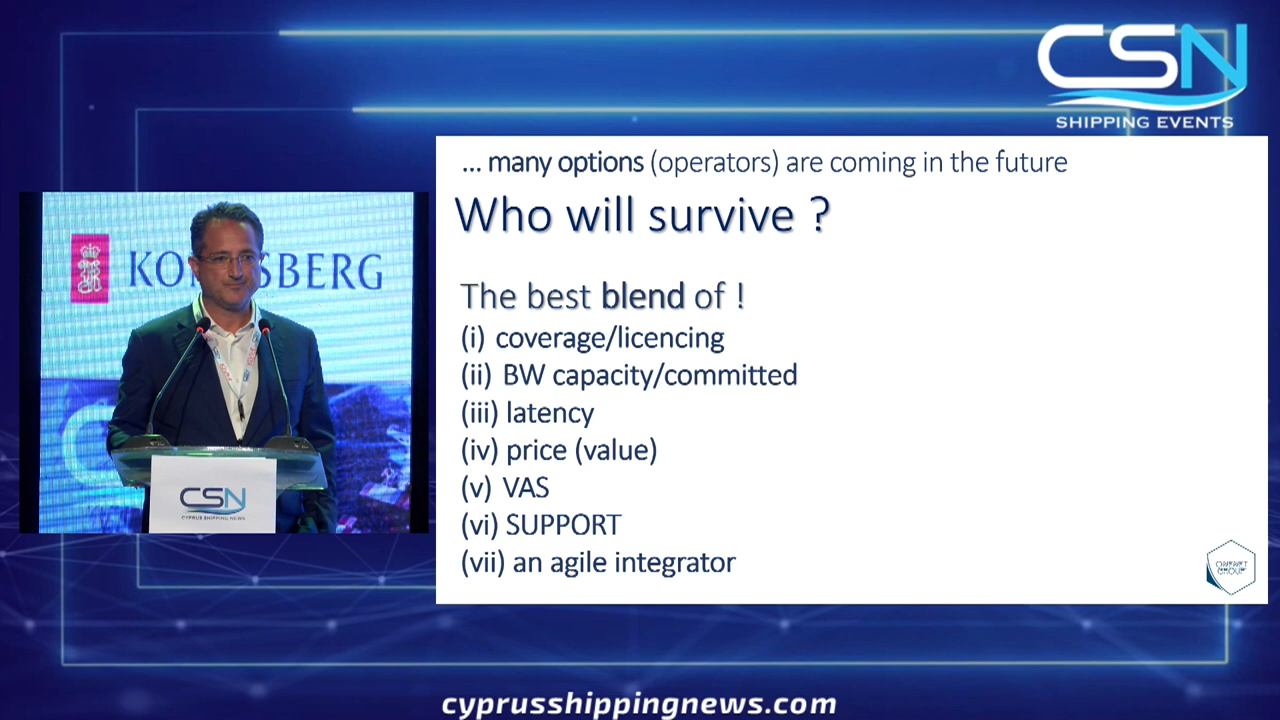 CSN
SHIPPING EVENTS
... many options (operators) are coming in the future
Who will survive ?
The best blend of !
(i) coverage/licencing
(ii) BW capacity/committed
(iii) latency
(iv) price (value)
(v) VAS
(vi) SUPPORT
(vii) an agile integrator
CSN
CYPRUS SHIPPING NEWS
cyprusshippingnews.com